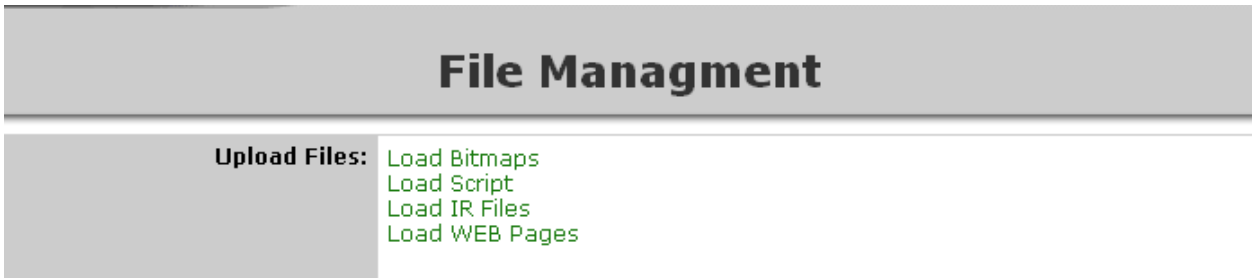 File Managment
Upload Files:
Load Bitmaps
Load Script
Load IR Files
Load WEB Pages